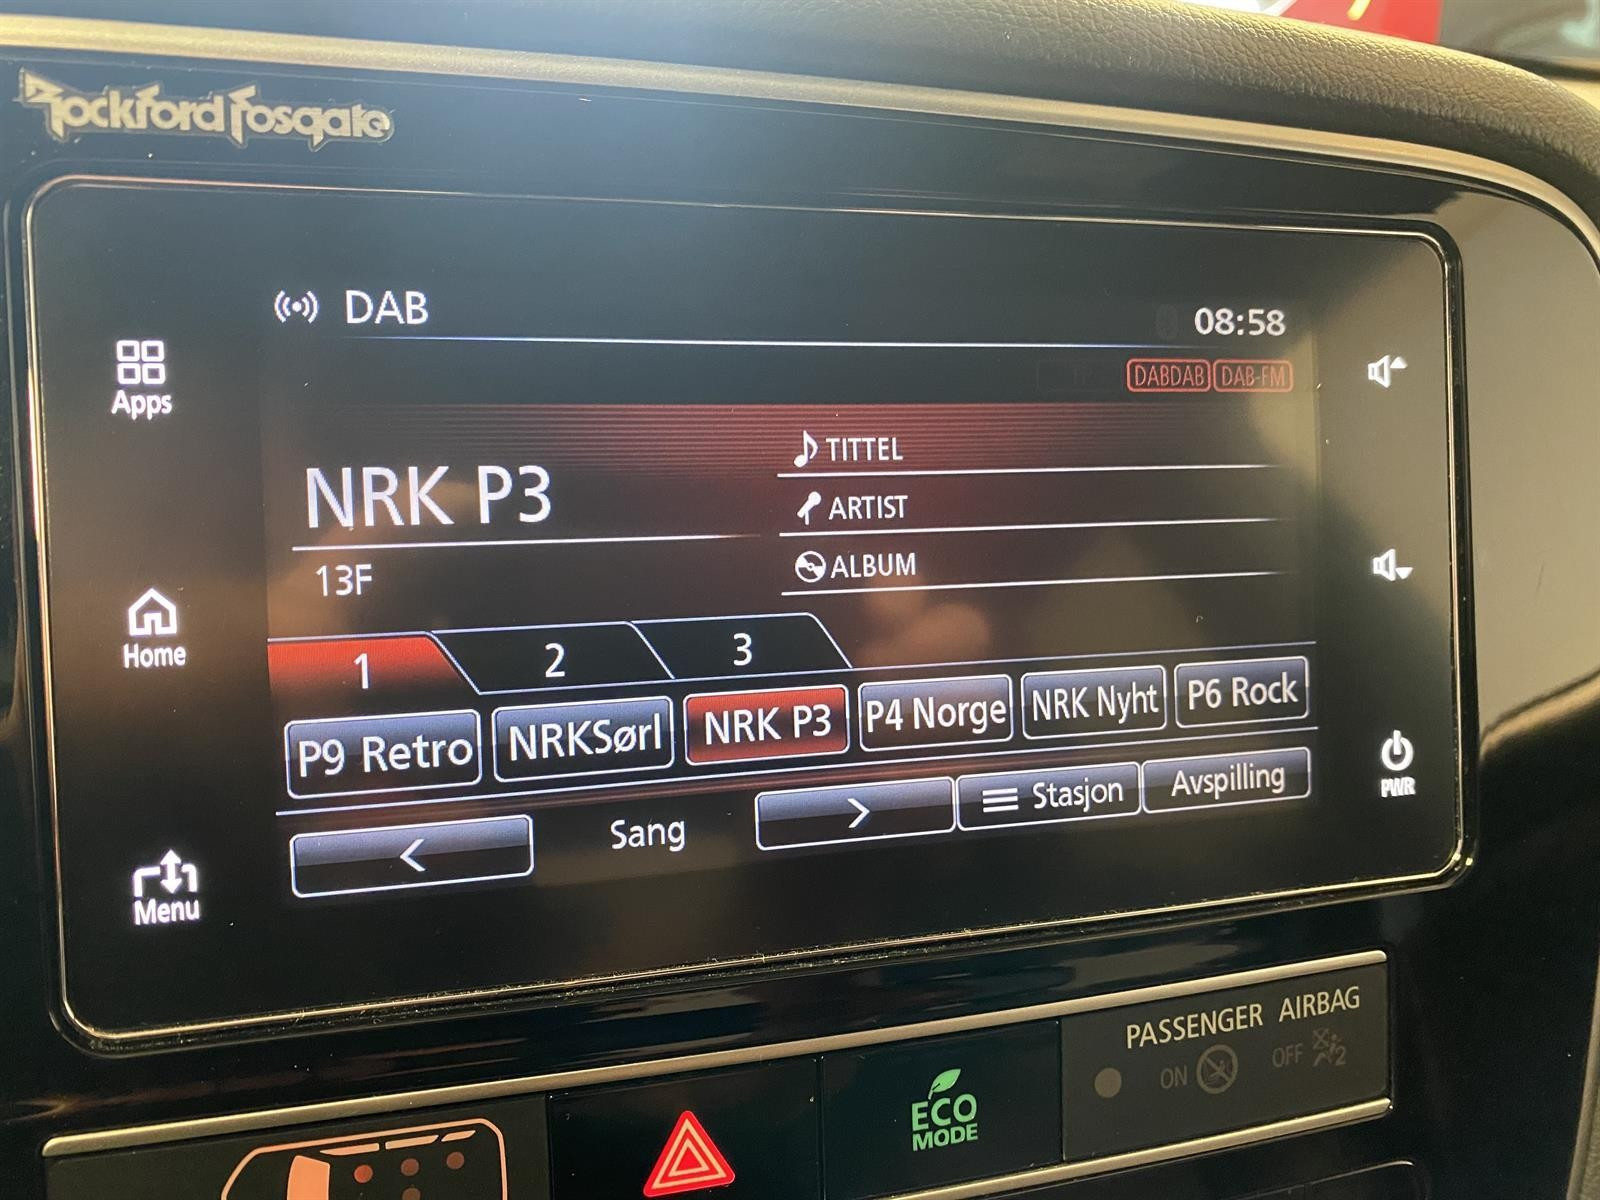 Rockford Fosgate
DAB
08:58
DABDAB DAB-FM
Apps
TITTEL
NRK P3
ARTIST
13F
ALBUM
Home
1 2 3
P9 Retro NRKSørl NRK P3 P4 Norge NRK Nyht P6 Rock
< Sang > Stasjon Avspilling
PWR
Menu
PASSENGER AIRBAG
ON OFF 2
ECO
MODE